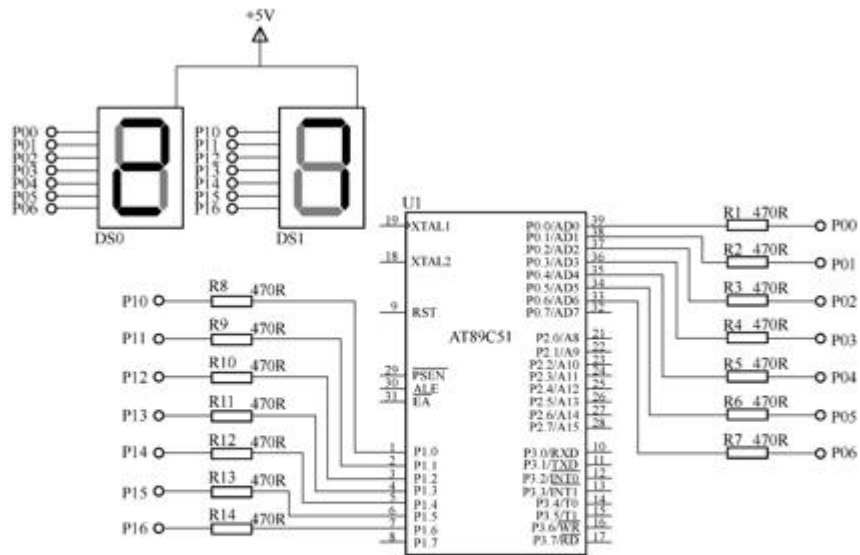 +5V
P00
P01
P02
P03
P04
P05
P06
DS0
P10
P11
P12
P13
P14
P15
P16
DS1
U1
AT89C51
19 XTAL1
18 XTAL2
9 RST
29 PSEN
30 ALE
31 EA
1 P1.0
2 P1.1
3 P1.2
4 P1.3
5 P1.4
6 P1.5
7 P1.6
8 P1.7
P0.0/AD0 39
P0.1/AD1 38
P0.2/AD2 37
P0.3/AD3 36
P0.4/AD4 35
P0.5/AD5 34
P0.6/AD6 33
P0.7/AD7 32
P2.0/A8 21
P2.1/A9 22
P2.2/A10 23
P2.3/A11 24
P2.4/A12 25
P2.5/A13 26
P2.6/A14 27
P2.7/A15 28
P3.0/RXD 10
P3.1/TXD 11
P3.2/INT0 12
P3.3/INT1 13
P3.4/T0 14
P3.5/T1 15
P3.6/WR 16
P3.7/RD 17
P10 R8 470R
P11 R9 470R
P12 R10 470R
P13 R11 470R
P14 R12 470R
P15 R13 470R
P16 R14 470R
R1 470R P00
R2 470R P01
R3 470R P02
R4 470R P03
R5 470R P04
R6 470R P05
R7 470R P06